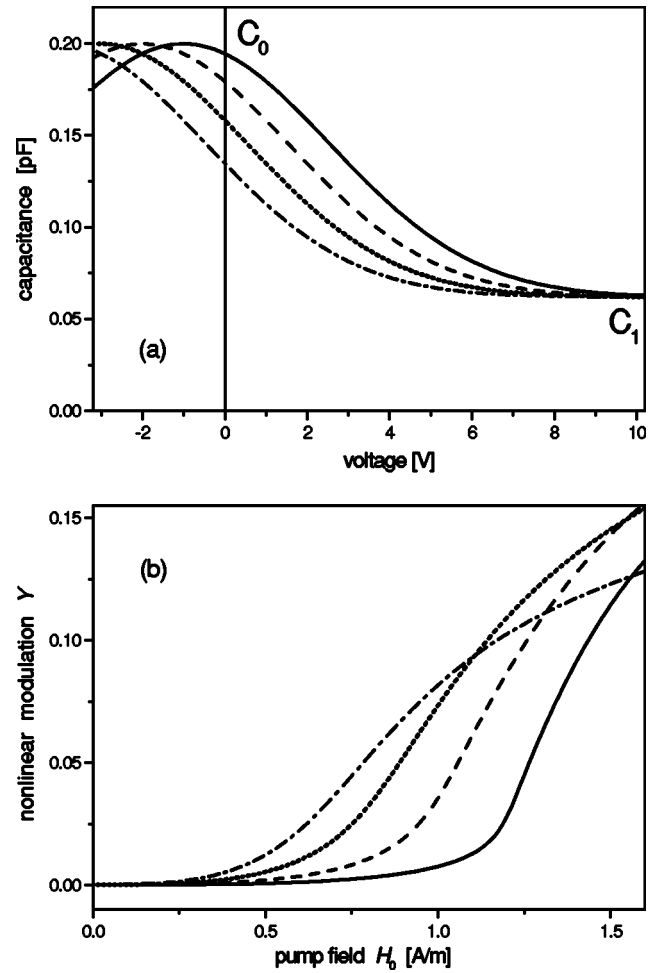 0.20
0.15
0.10
0.05
0.00
C0
C1
(a)
-2 0 2 4 6 8 10
capacitance [pF]
voltage [V]
0.15
0.10
0.05
0.00
(b)
0.0 0.5 1.0 1.5
nonlinear modulation Y
pump field H0 [A/m]